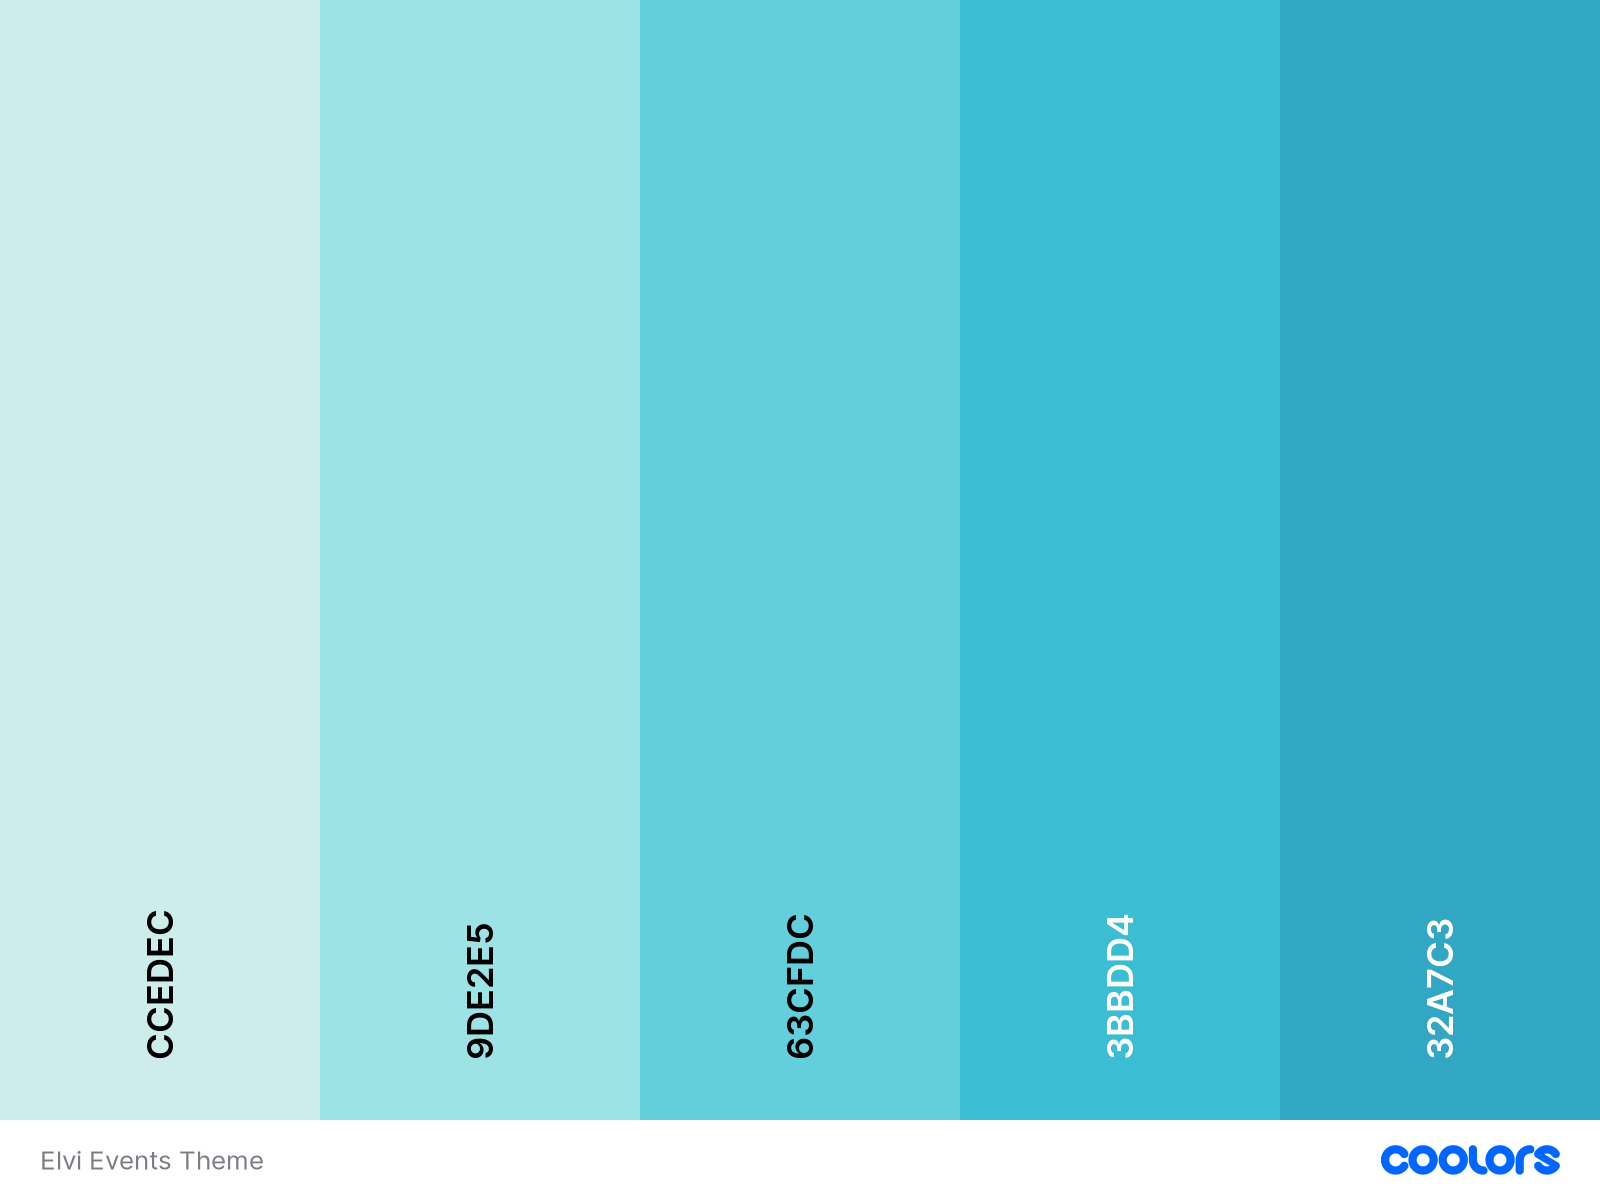 CCEDEC
9DE2E5
63CFDC
3BBDD4
32A7C3
Elvi Events Theme
coolors